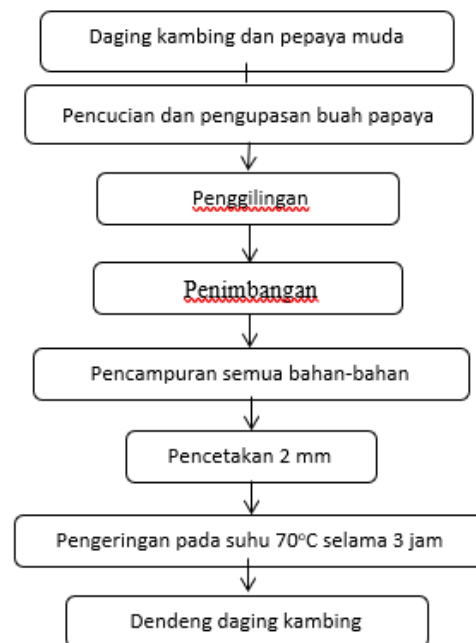 Daging kambing dan pepaya muda
Pencucian dan pengupasan buah papaya
Penggilingan
Penimbangan
Pencampuran semua bahan-bahan
Pencetakan 2 mm
Pengeringan pada suhu 70°C selama 3 jam
Dendeng daging kambing